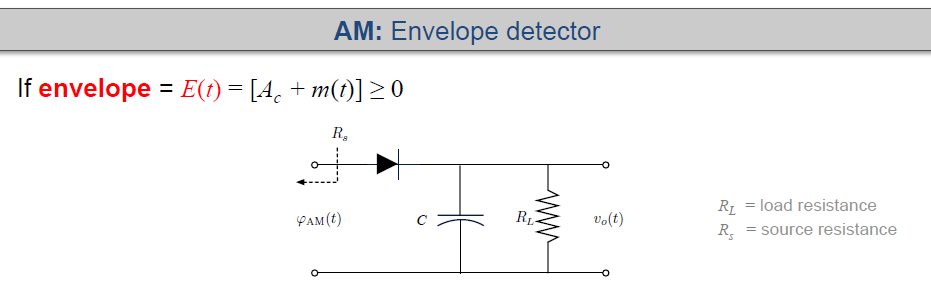 AM: Envelope detector
If envelope = E(t) = [A_c + m(t)] ≥ 0
R_s
φ_AM(t)
C
R_L
v_o(t)
R_L = load resistance
R_s = source resistance